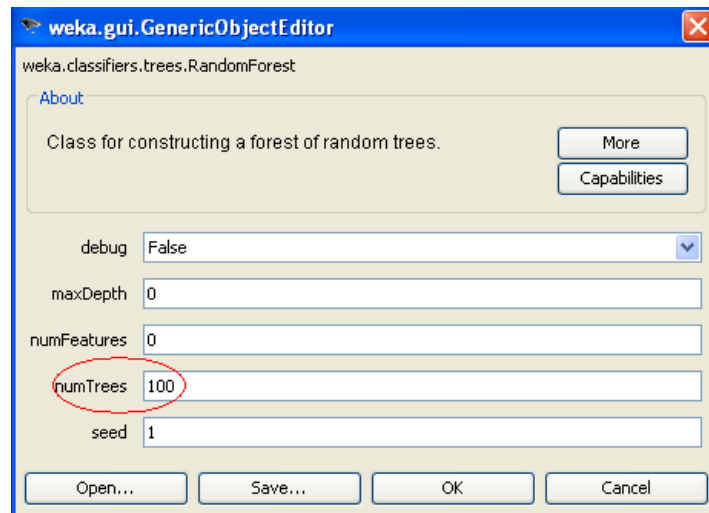 weka.gui.GenericObjectEditor
weka.classifiers.trees.RandomForest
About
Class for constructing a forest of random trees.
More
Capabilities
debug False
maxDepth 0
numFeatures 0
numTrees 100
seed 1
Open... Save... OK Cancel